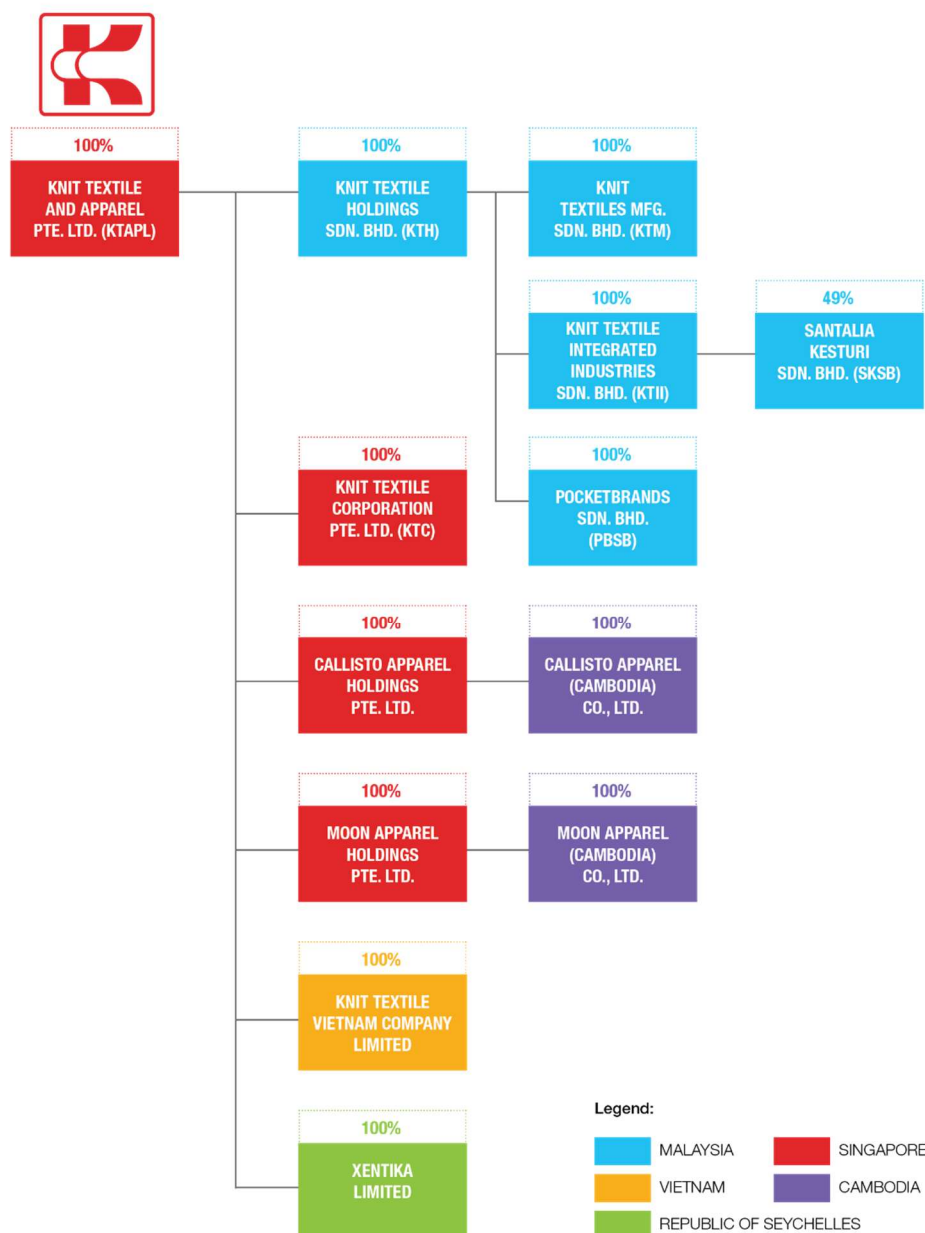 100%
KNIT TEXTILE
AND APPAREL
PTE. LTD. (KTAPL)
100%
KNIT TEXTILE
HOLDINGS
SDN. BHD. (KTH)
100%
KNIT
TEXTILES MFG.
SDN. BHD. (KTM)
100%
KNIT TEXTILE
INTEGRATED
INDUSTRIES
SDN. BHD. (KTII)
49%
SANTALIA
KESTURI
SDN. BHD. (SKSB)
100%
KNIT TEXTILE
CORPORATION
PTE. LTD. (KTC)
100%
POCKETBRANDS
SDN. BHD.
(PBSB)
100%
CALLISTO APPAREL
HOLDINGS
PTE. LTD.
100%
CALLISTO APPAREL
(CAMBODIA)
CO., LTD.
100%
MOON APPAREL
HOLDINGS
PTE. LTD.
100%
MOON APPAREL
(CAMBODIA)
CO., LTD.
100%
KNIT TEXTILE
VIETNAM COMPANY
LIMITED
100%
XENTIKA
LIMITED
Legend:
MALAYSIA
SINGAPORE
VIETNAM
CAMBODIA
REPUBLIC OF SEYCHELLES